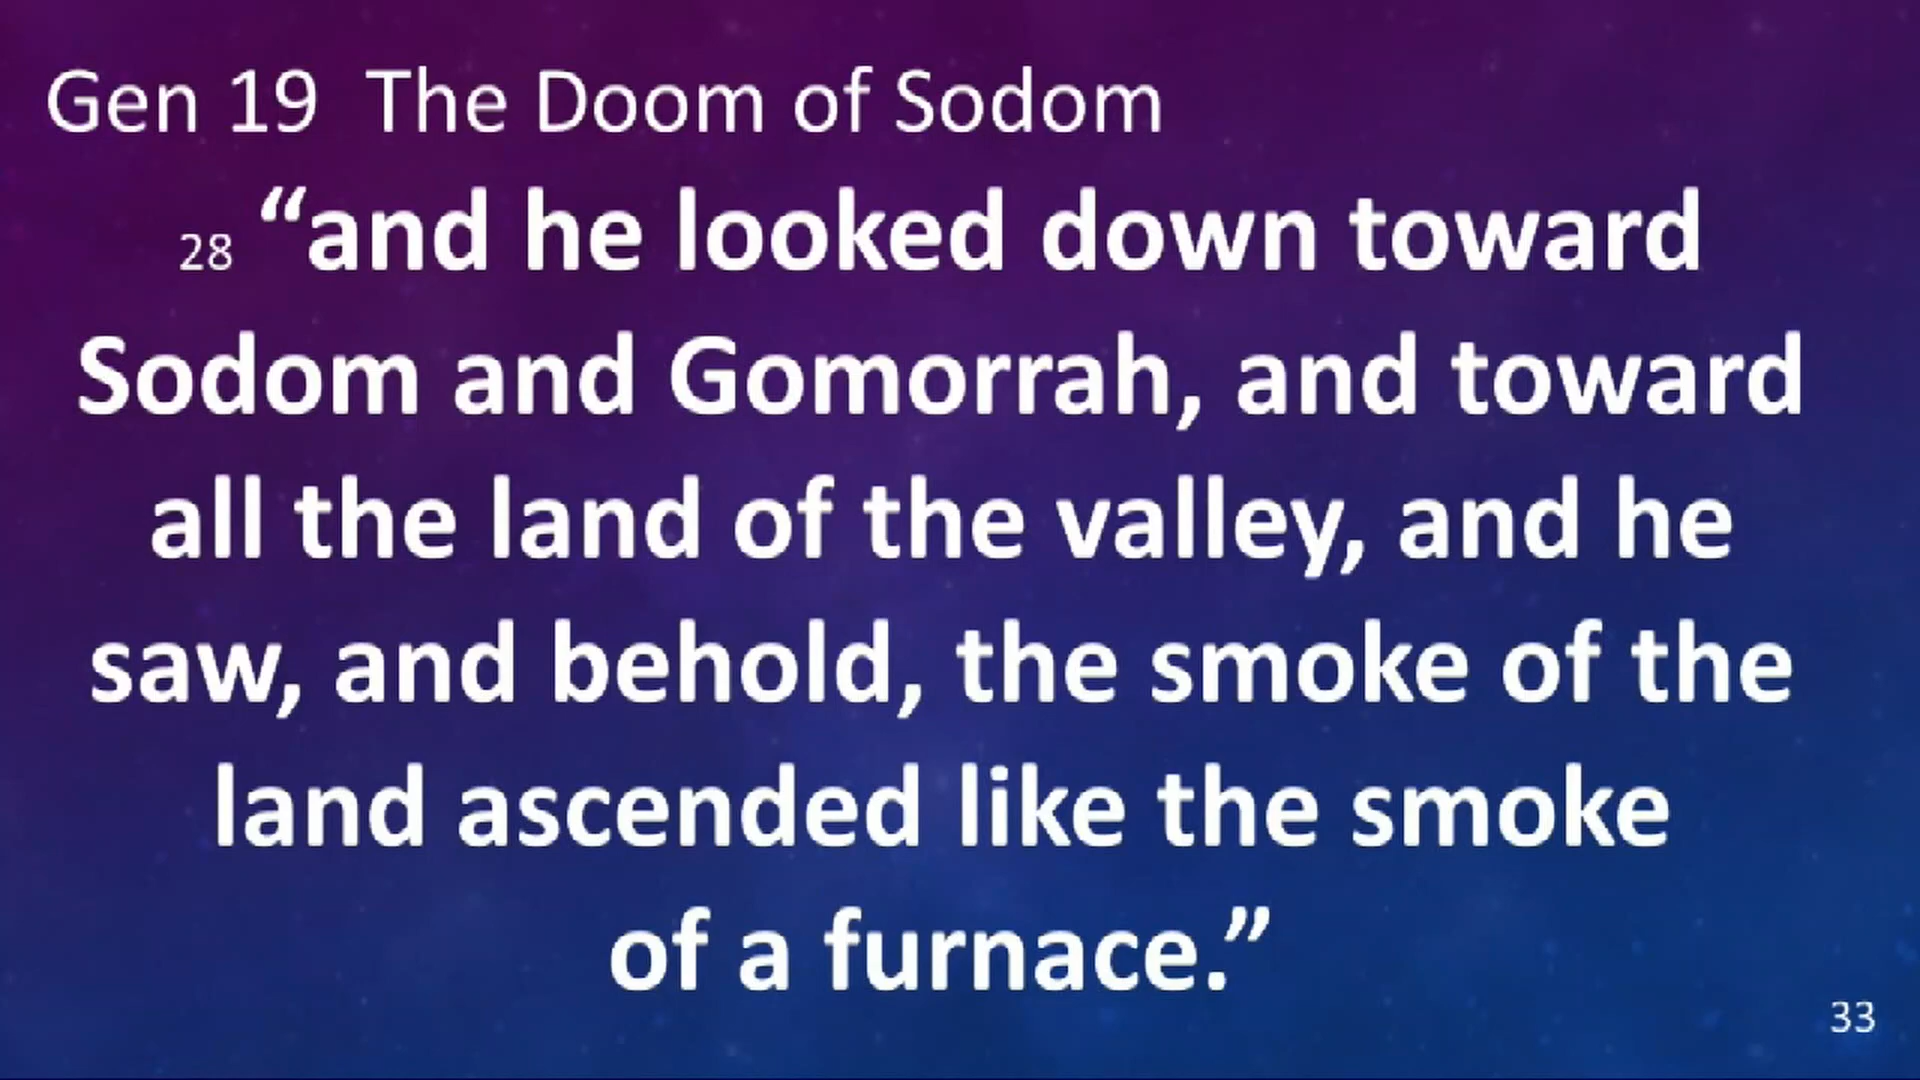 Gen 19  The Doom of Sodom
28 “and he looked down toward
Sodom and Gomorrah, and toward
all the land of the valley, and he
saw, and behold, the smoke of the
land ascended like the smoke
of a furnace.”
33